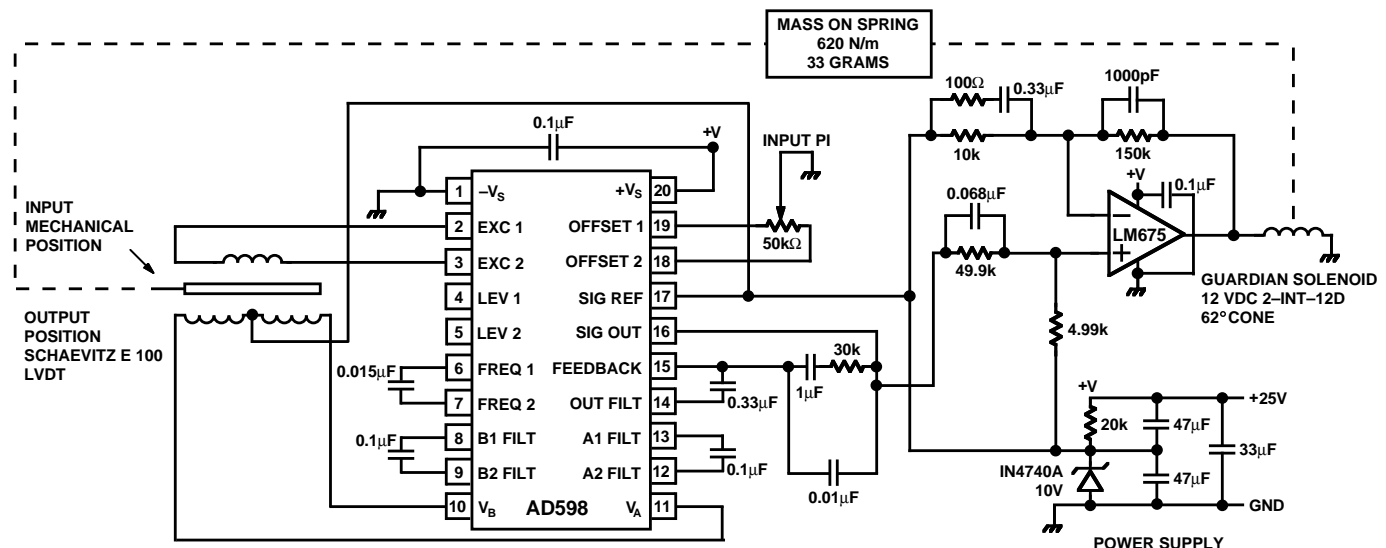 MASS ON SPRING
620 N/m
33 GRAMS
100Ω
0.33µF
1000pF
10k
150k
0.1µF
+V
INPUT PI
50kΩ
1
–VS
+VS
20
2
EXC 1
OFFSET 1
19
3
EXC 2
OFFSET 2
18
4
LEV 1
SIG REF
17
5
LEV 2
SIG OUT
16
6
FREQ 1
FEEDBACK
15
7
FREQ 2
OUT FILT
14
8
B1 FILT
A1 FILT
13
9
B2 FILT
A2 FILT
12
10
VB
AD598
VA
11
INPUT
MECHANICAL
POSITION
OUTPUT
POSITION
SCHAEVITZ E 100
LVDT
0.015µF
0.1µF
0.33µF
1µF
30k
0.1µF
0.01µF
0.068µF
49.9k
+V
0.1µF
LM675
GUARDIAN SOLENOID
12 VDC 2–INT–12D
62°CONE
4.99k
+V
+25V
20k
47µF
33µF
IN4740A
10V
47µF
GND
POWER SUPPLY